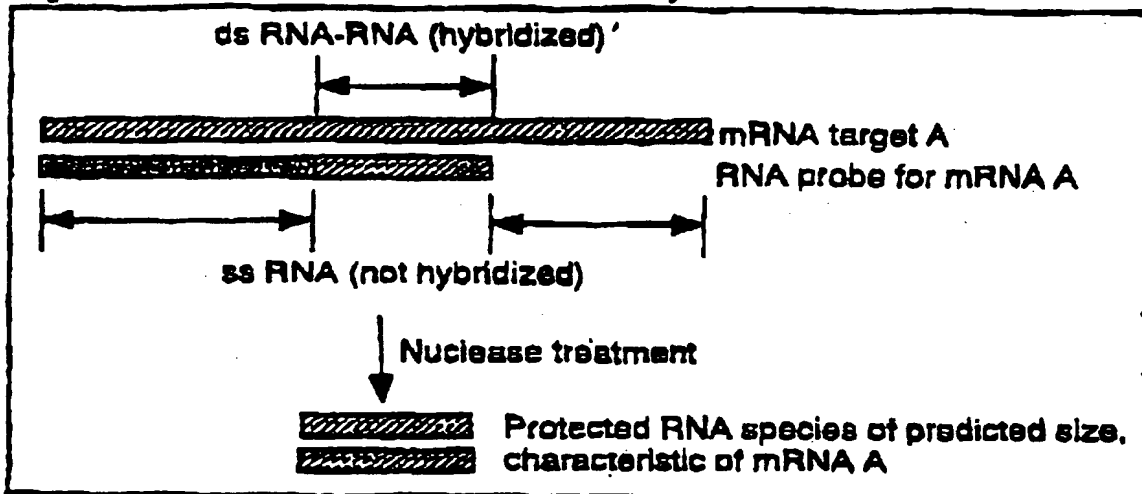 ds RNA-RNA (hybridized)'
mRNA target A
RNA probe for mRNA A
ss RNA (not hybridized)
Nuclease treatment
Protected RNA species of predicted size,
characteristic of mRNA A